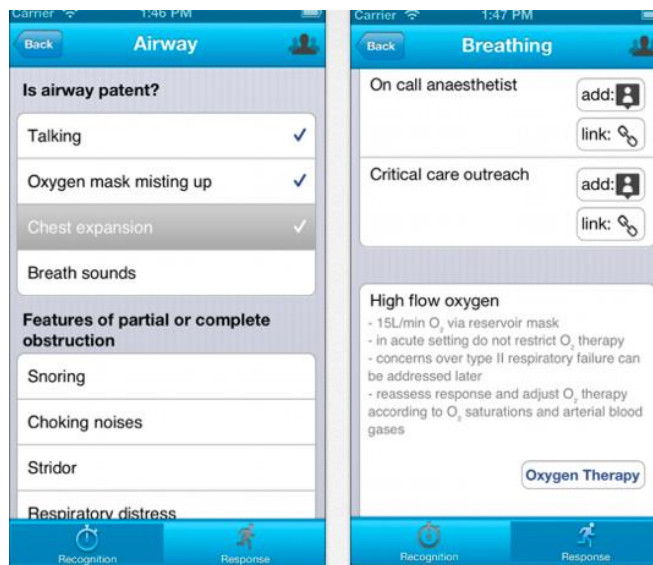 Carrier 1:46 PM
Back Airway
Is airway patent?
Talking
Oxygen mask misting up
Chest expansion
Breath sounds
Features of partial or complete
obstruction
Snoring
Choking noises
Stridor
Respiratory distress
Recognition Response
Carrier 1:47 PM
Back Breathing
On call anaesthetist
add:
link:
Critical care outreach
add:
link:
High flow oxygen
- 15L/min O₂ via reservoir mask
- in acute setting do not restrict O₂ therapy
- concerns over type II respiratory failure can
be addressed later
- reassess response and adjust O₂ therapy
according to O₂ saturations and arterial blood
gases
Oxygen Therapy
Recognition Response